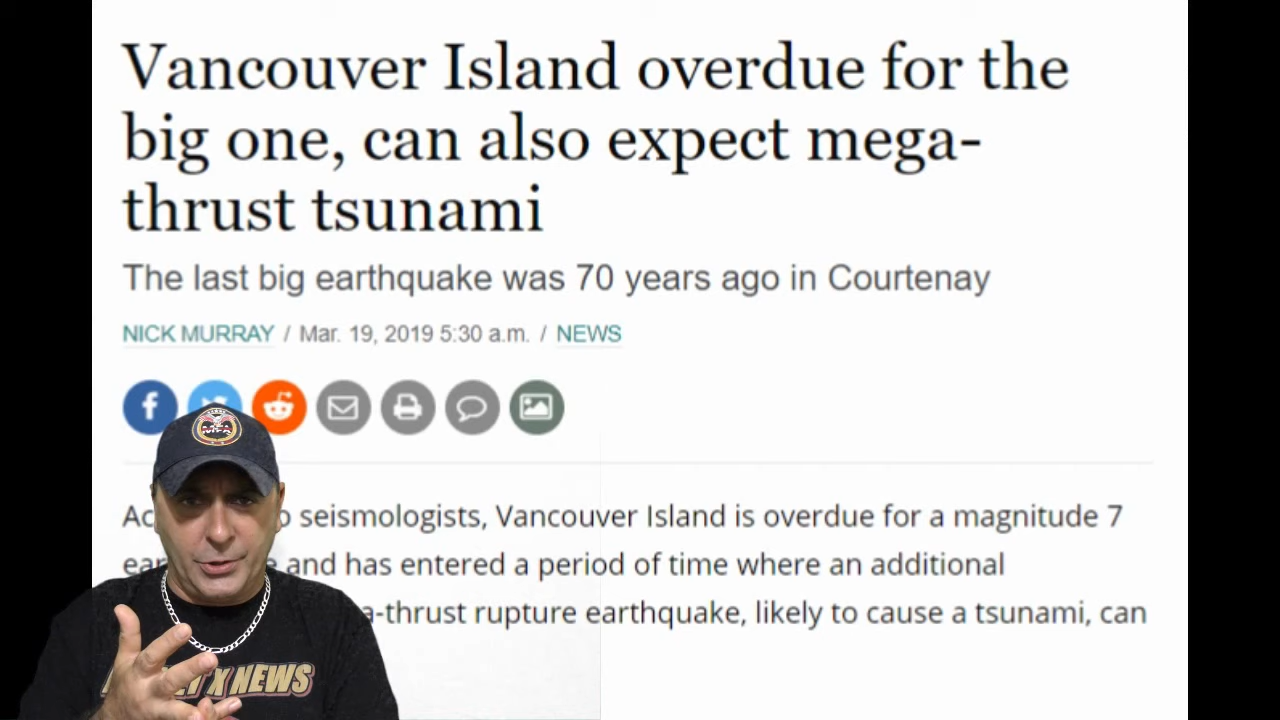 Vancouver Island overdue for the
big one, can also expect mega-
thrust tsunami
The last big earthquake was 70 years ago in Courtenay
NICK MURRAY / Mar. 19, 2019 5:30 a.m. / NEWS
seismologists, Vancouver Island is overdue for a magnitude 7
and has entered a period of time where an additional
-thrust rupture earthquake, likely to cause a tsunami, can
X NEWS